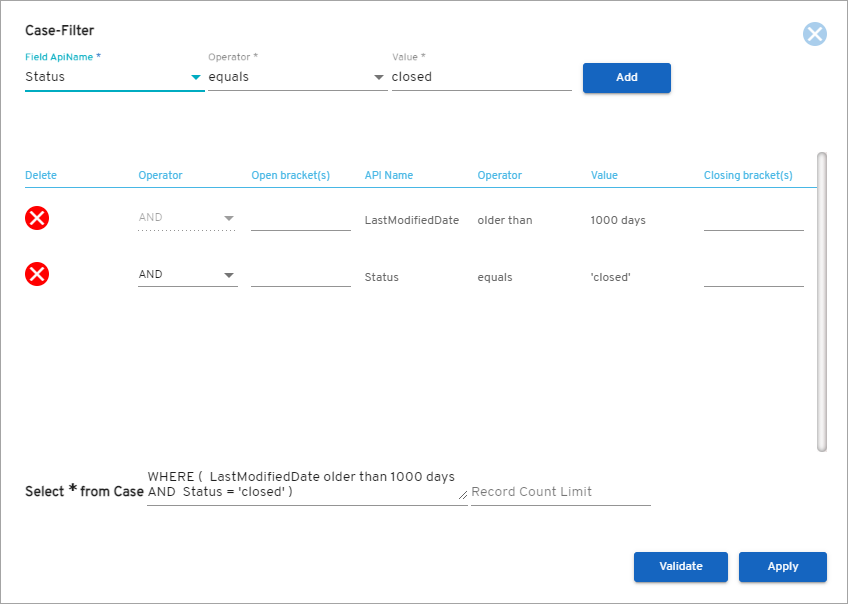 Case-Filter
Field ApiName * Operator * Value *
Status equals closed Add
Delete Operator Open bracket(s) API Name Operator Value Closing bracket(s)
AND LastModifiedDate older than 1000 days
AND Status equals 'closed'
WHERE ( LastModifiedDate older than 1000 days
Select * from Case AND Status = 'closed' ) Record Count Limit
Validate Apply